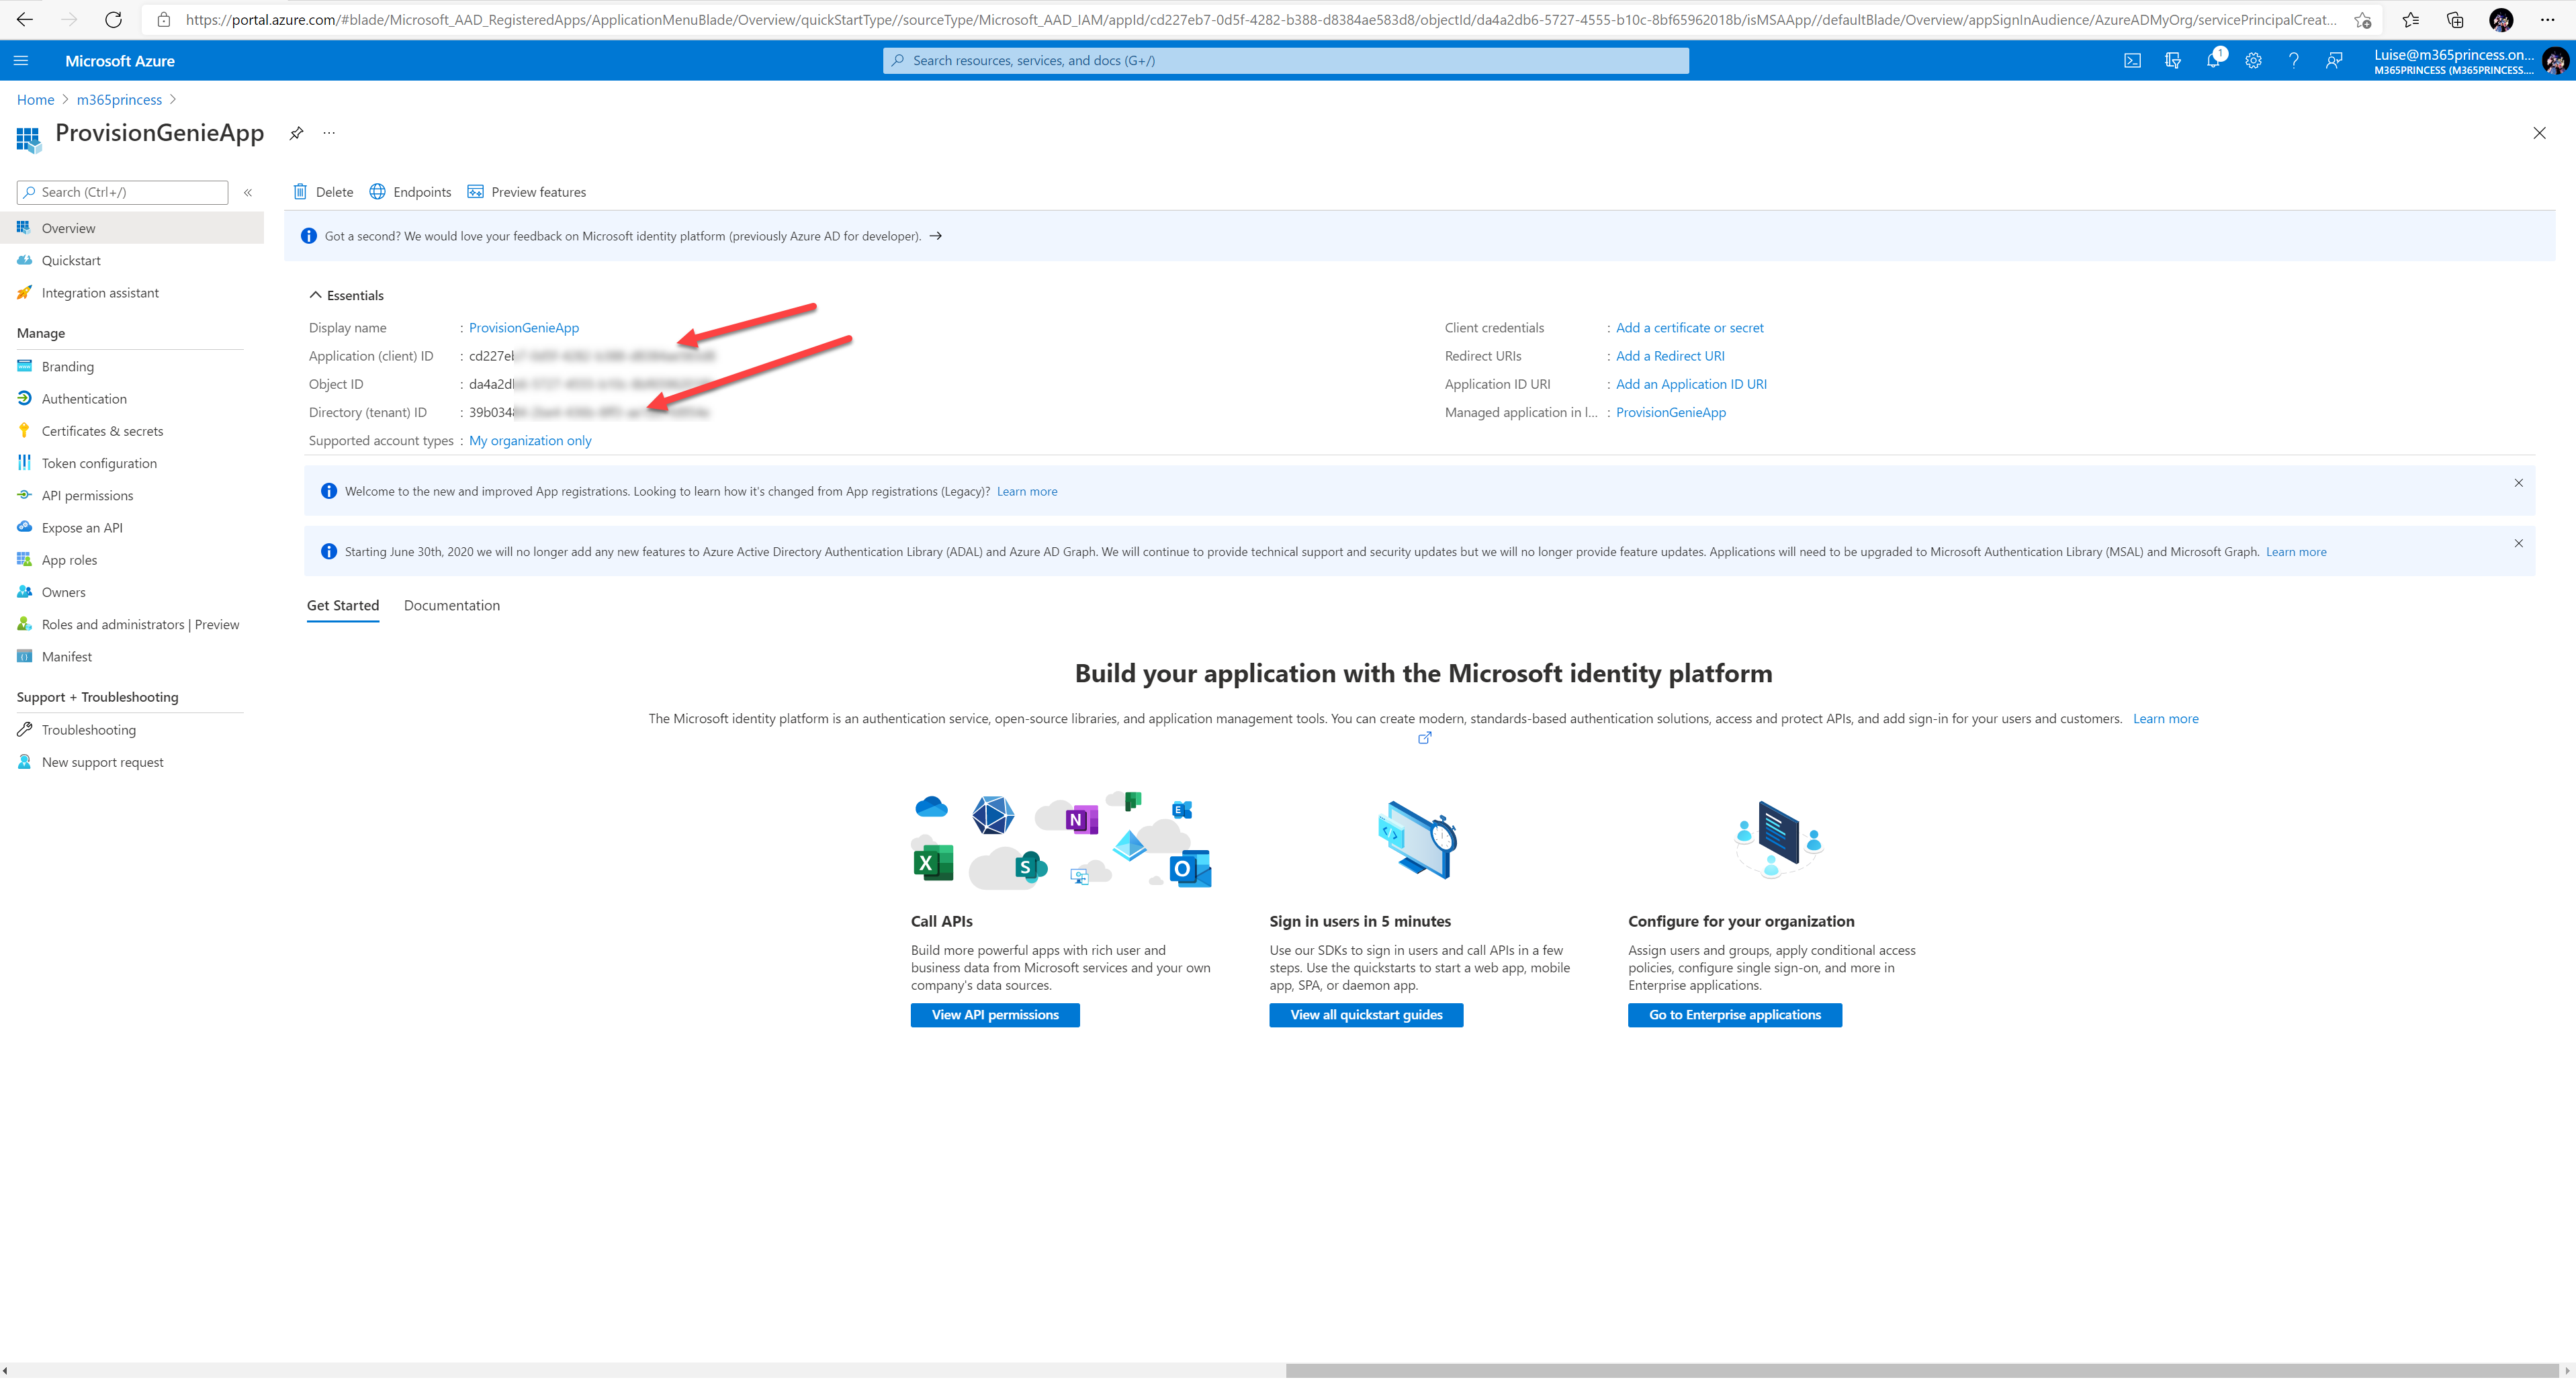 https://portal.azure.com/#blade/Microsoft_AAD_RegisteredApps/ApplicationMenuBlade/Overview/quickStartType//sourceType/Microsoft_AAD_IAM/appId/cd227eb7-0d5f-4282-b388-d8384ae583d8/objectId/da4a2db6-5727-4555-b10c-8bf65962018b/isMSAApp//defaultBlade/Overview/appSignInAudience/AzureADMyOrg/servicePrincipalCreat...
Microsoft Azure
Search resources, services, and docs (G+/)
1
Luise@m365princess.on...
M365PRINCESS (M365PRINCESS....
Home > m365princess >
ProvisionGenieApp
Search (Ctrl+/)
Overview
Quickstart
Integration assistant
Manage
Branding
Authentication
Certificates & secrets
Token configuration
API permissions
Expose an API
App roles
Owners
Roles and administrators | Preview
Manifest
Support + Troubleshooting
Troubleshooting
New support request
Delete
Endpoints
Preview features
Got a second? We would love your feedback on Microsoft identity platform (previously Azure AD for developer). →
Essentials
Display name : ProvisionGenieApp
Application (client) ID : cd227eb
Object ID : da4a2d
Directory (tenant) ID : 39b034
Supported account types : My organization only
Client credentials : Add a certificate or secret
Redirect URIs : Add a Redirect URI
Application ID URI : Add an Application ID URI
Managed application in l... : ProvisionGenieApp
Welcome to the new and improved App registrations. Looking to learn how it's changed from App registrations (Legacy)? Learn more
Starting June 30th, 2020 we will no longer add any new features to Azure Active Directory Authentication Library (ADAL) and Azure AD Graph. We will continue to provide technical support and security updates but we will no longer provide feature updates. Applications will need to be upgraded to Microsoft Authentication Library (MSAL) and Microsoft Graph. Learn more
Get Started
Documentation
Build your application with the Microsoft identity platform
The Microsoft identity platform is an authentication service, open-source libraries, and application management tools. You can create modern, standards-based authentication solutions, access and protect APIs, and add sign-in for your users and customers. Learn more
N
E
X
S
O
Call APIs
Build more powerful apps with rich user and
business data from Microsoft services and your own
company's data sources.
View API permissions
Sign in users in 5 minutes
Use our SDKs to sign in users and call APIs in a few
steps. Use the quickstarts to start a web app, mobile
app, SPA, or daemon app.
View all quickstart guides
Configure for your organization
Assign users and groups, apply conditional access
policies, configure single sign-on, and more in
Enterprise applications.
Go to Enterprise applications